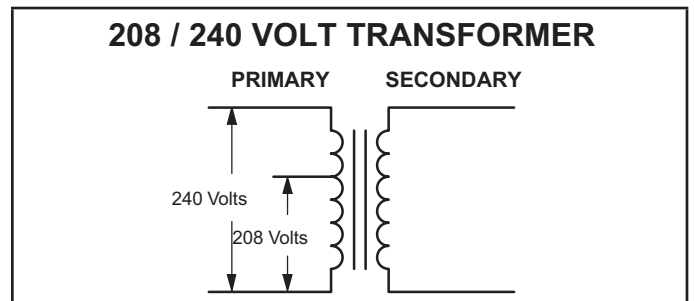 208 / 240 VOLT TRANSFORMER
PRIMARY SECONDARY
240 Volts
208 Volts